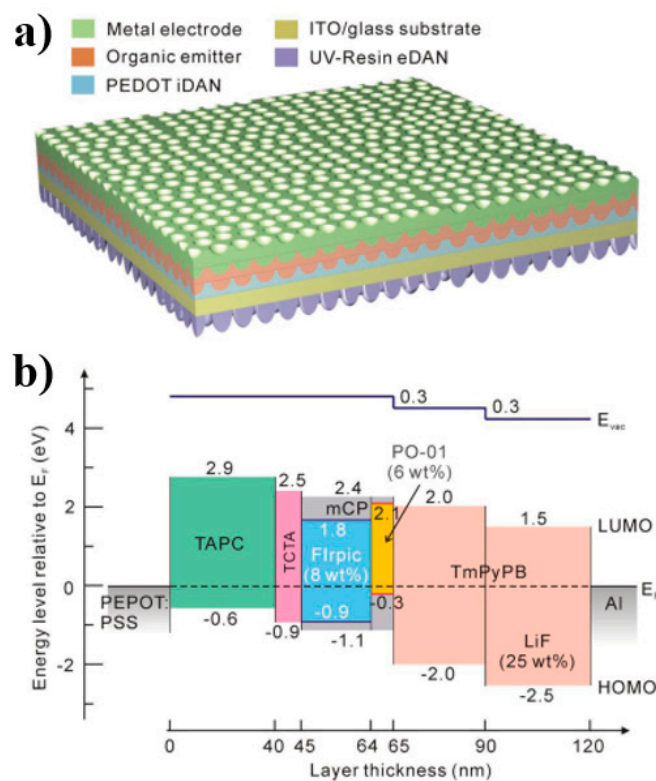 a)
Metal electrode
ITO/glass substrate
Organic emitter
UV-Resin eDAN
PEDOT iDAN
b)
Energy level relative to E_F (eV)
4
2
0
-2
-4
0.3
0.3
E_vac
PO-01
(6 wt%)
2.9
2.5
2.4
2.0
1.5
LUMO
mCP
2.1
1.8
TAPC
TCTA
FIrpic
(8 wt%)
TmPyPB
PEPOT:
PSS
E_F
Al
-0.6
-0.9
-0.9
-1.1
-0.3
LiF
(25 wt%)
-2.0
-2.5
HOMO
0
40
45
64
65
90
120
Layer thickness (nm)